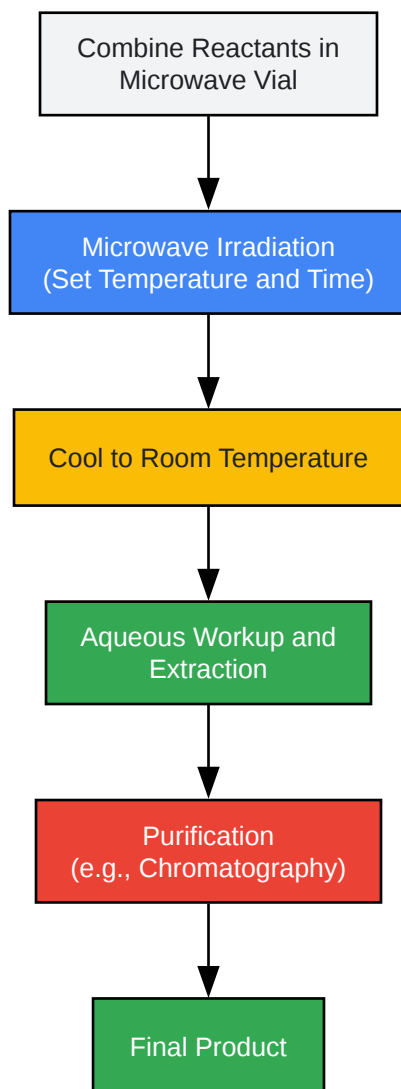 Combine Reactants in
Microwave Vial
Microwave Irradiation
(Set Temperature and Time)
Cool to Room Temperature
Aqueous Workup and
Extraction
Purification
(e.g., Chromatography)
Final Product